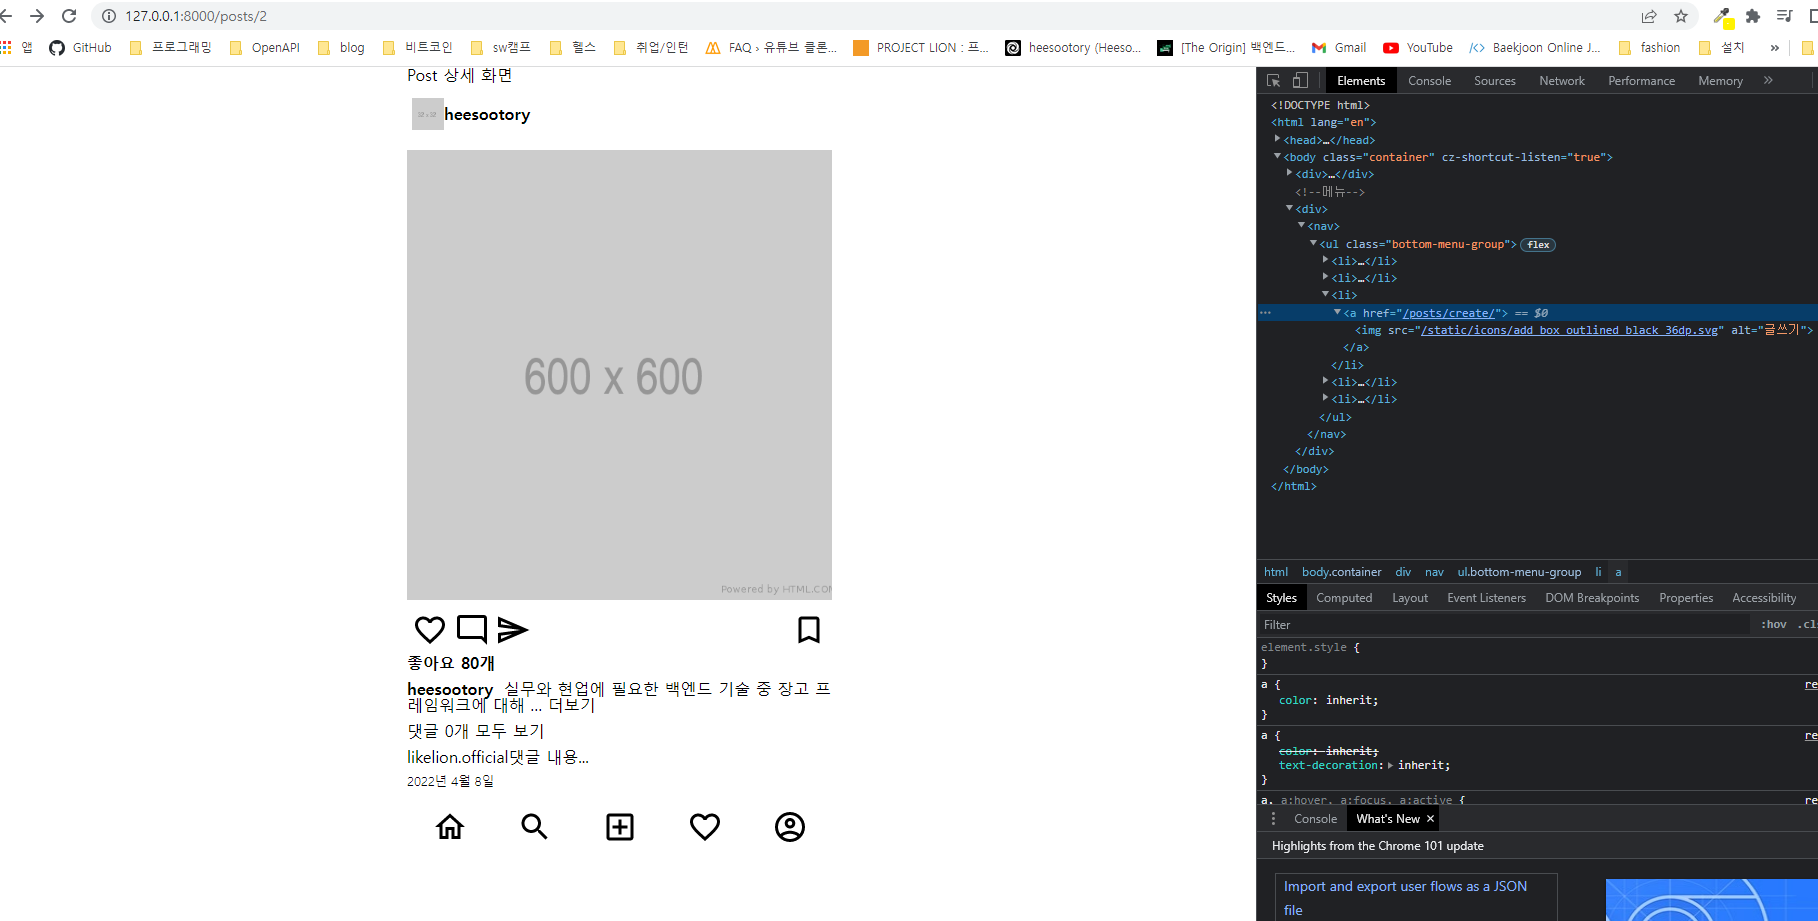 127.0.0.1:8000/posts/2
앱 GitHub 프로그래밍 OpenAPI blog 비트코인 sw캠프 헬스 취업/인턴 FAQ › 유튜브 클론... PROJECT LION : 프... heesootory (Heeso... [The Origin] 백엔드... Gmail YouTube Baekjoon Online J... fashion 설치 »
Post 상세 화면
heesootory
600 x 600
Powered by HTML.COM
좋아요 80개
heesootory 실무와 현업에 필요한 백엔드 기술 중 장고 프
레임워크에 대해 ... 더보기
댓글 0개 모두 보기
likelion.official댓글 내용...
2022년 4월 8일
Elements Console Sources Network Performance Memory »
<!DOCTYPE html>
<html lang="en">
<head>…</head>
<body class="container" cz-shortcut-listen="true">
<div>…</div>
<!--메뉴-->
<div>
<nav>
<ul class="bottom-menu-group"> flex
<li>…</li>
<li>…</li>
<li>
<a href="/posts/create/"> == $0
<img src="/static/icons/add_box_outlined_black_36dp.svg" alt="글쓰기">
</a>
</li>
<li>…</li>
<li>…</li>
</ul>
</nav>
</div>
</body>
</html>
html body.container div nav ul.bottom-menu-group li a
Styles Computed Layout Event Listeners DOM Breakpoints Properties Accessibility
Filter :hov .cl
element.style {
}
a { re
color: inherit;
}
a { re
color: inherit;
text-decoration: inherit;
}
a, a:hover, a:focus, a:active { re
Console What's New ×
Highlights from the Chrome 101 update
Import and export user flows as a JSON
file